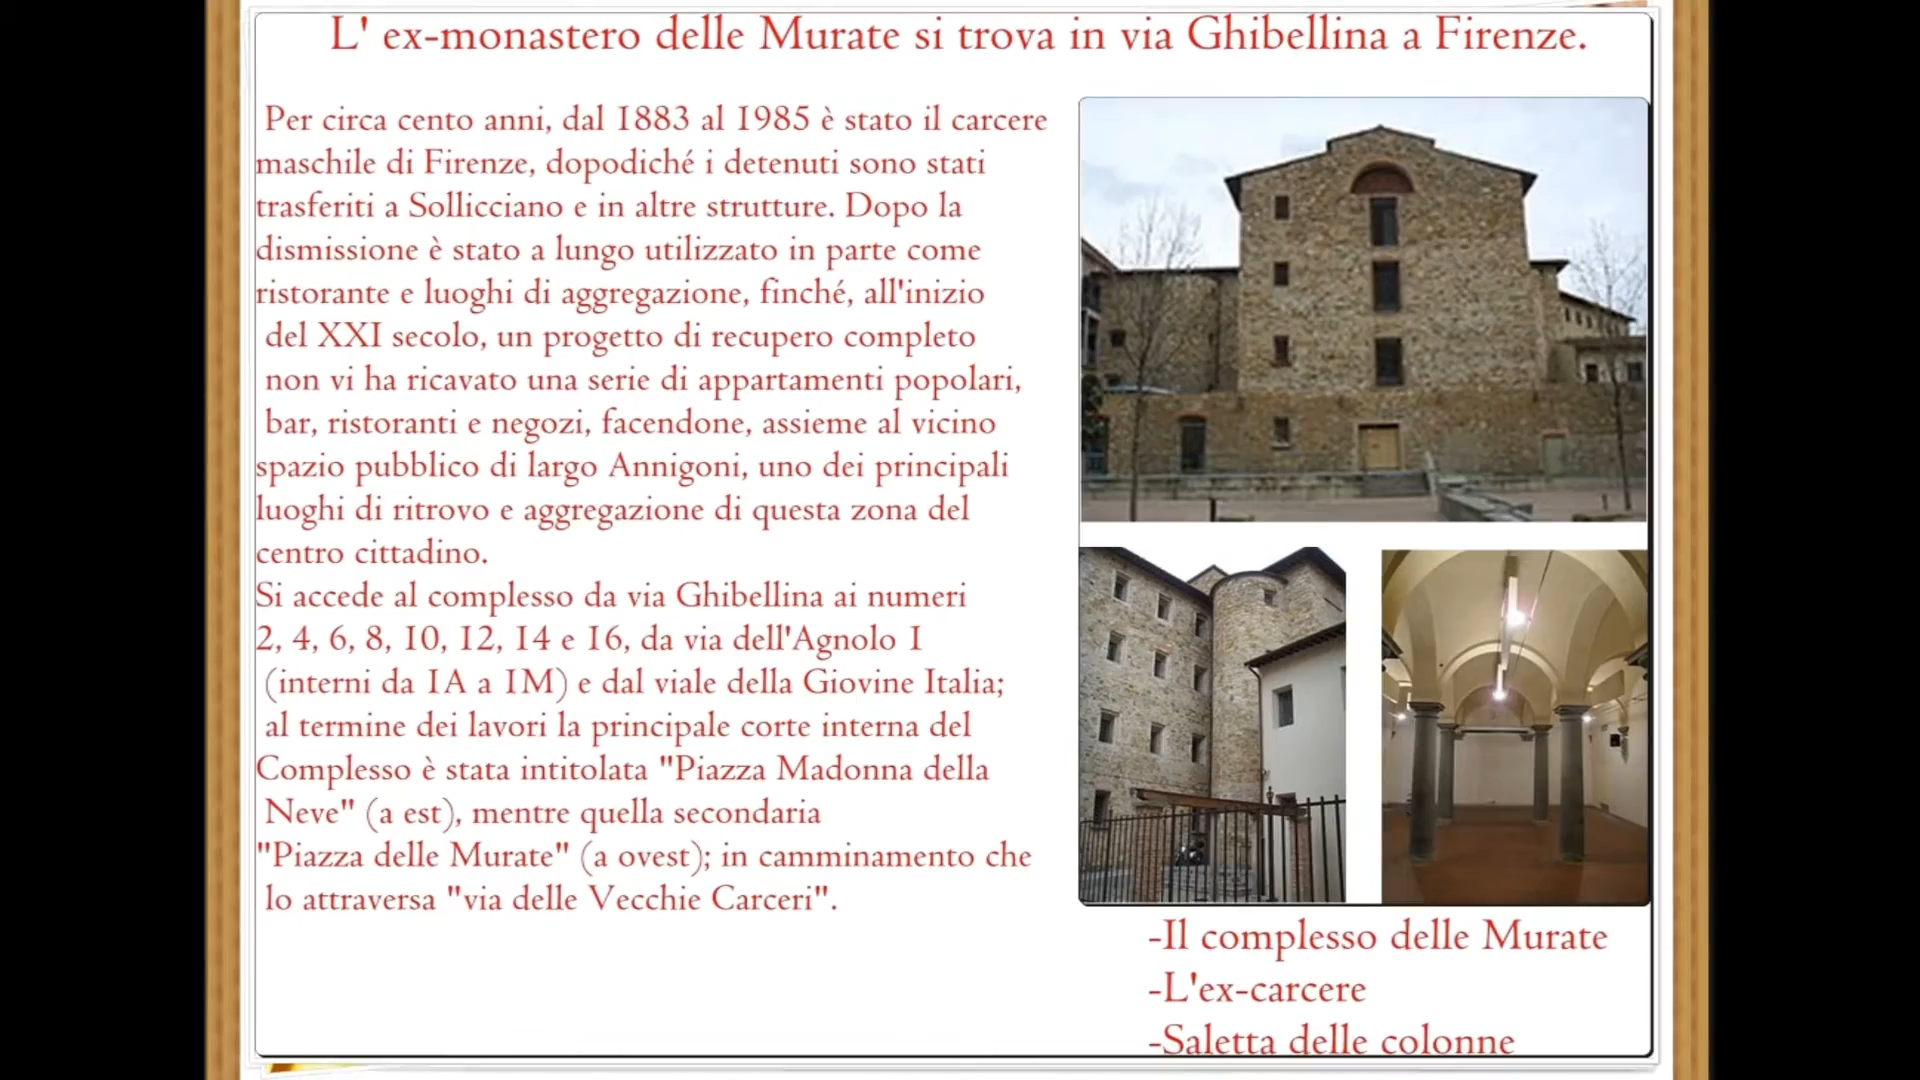 L' ex-monastero delle Murate si trova in via Ghibellina a Firenze.
Per circa cento anni, dal 1883 al 1985 è stato il carcere
maschile di Firenze, dopodiché i detenuti sono stati
trasferiti a Sollicciano e in altre strutture. Dopo la
dismissione è stato a lungo utilizzato in parte come
ristorante e luoghi di aggregazione, finché, all'inizio
del XXI secolo, un progetto di recupero completo
non vi ha ricavato una serie di appartamenti popolari,
bar, ristoranti e negozi, facendone, assieme al vicino
spazio pubblico di largo Annigoni, uno dei principali
luoghi di ritrovo e aggregazione di questa zona del
centro cittadino.
Si accede al complesso da via Ghibellina ai numeri
2, 4, 6, 8, 10, 12, 14 e 16, da via dell'Agnolo 1
(interni da 1A a 1M) e dal viale della Giovine Italia;
al termine dei lavori la principale corte interna del
Complesso è stata intitolata "Piazza Madonna della
Neve" (a est), mentre quella secondaria
"Piazza delle Murate" (a ovest); in camminamento che
lo attraversa "via delle Vecchie Carceri".
-Il complesso delle Murate
-L'ex-carcere
-Saletta delle colonne